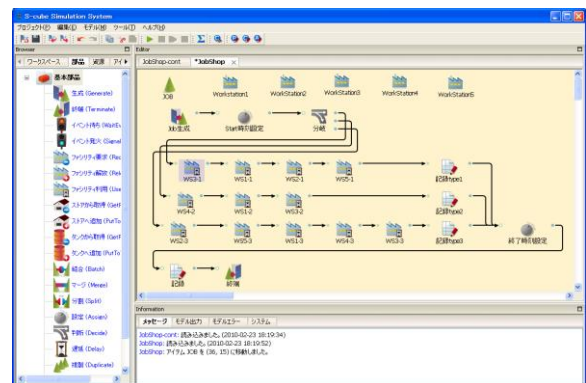 S-cube Simulation System
プロジェクト(P) 編集(E) モデル(M) ツール(T) ヘルプ(H)
Browser
Editor
ワークスペース 部品 資源 アイ
JobShop-cont *JobShop
基本部品
生成 (Generate)
終端 (Terminate)
イベント待ち (WaitEv
イベント発火 (Signal
ファシリティ要求 (Rec
ファシリティ解放 (Rel
ファシリティ利用 (Use
ストアから取得 (GetF
ストアへ追加 (PutTo
タンクから取得 (GetF
タンクへ追加 (PutTo
結合 (Batch)
マージ (Merge)
分割 (Split)
設定 (Assign)
判断 (Decide)
遅延 (Delay)
複製 (Duplicate)
JOB Workstation1 WorkStation2 WorkStation3 WorkStation4 WorkStation5
Job生成 Start時刻設定 分岐
WS3-1 WS1-1 WS2-1 WS5-1 記録type1
WS4-2 WS1-2 WS3-2 記録type2
WS2-3 WS5-3 WS1-3 WS4-3 WS3-3 記録type3 終了時刻設定
記録 終端
Information
メッセージ モデル出力 モデルエラー システム
JobShop-cont: 読み込みました。(2010-02-23 18:19:34)
JobShop: 読み込みました。(2010-02-23 18:19:52)
JobShop: アイテム JOB を (36, 15)に移動しました。